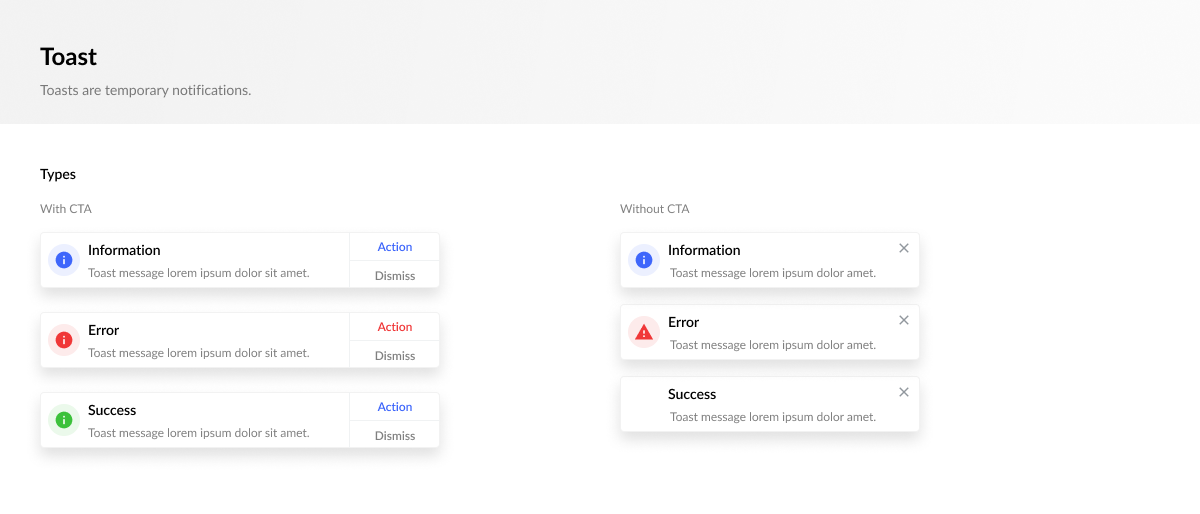 Toast
Toasts are temporary notifications.
Types
With CTA
Information
Toast message lorem ipsum dolor sit amet.
Action
Dismiss
Error
Toast message lorem ipsum dolor sit amet.
Action
Dismiss
Success
Toast message lorem ipsum dolor sit amet.
Action
Dismiss
Without CTA
Information
Toast message lorem ipsum dolor amet.
Error
Toast message lorem ipsum dolor amet.
Success
Toast message lorem ipsum dolor amet.